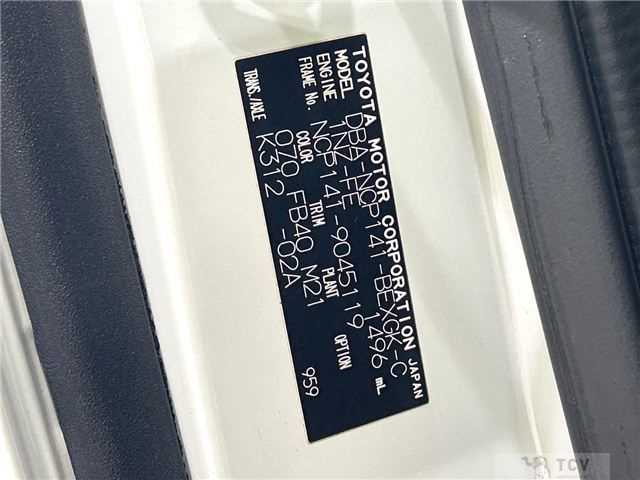 TOYOTA MOTOR CORPORATION JAPAN
MODEL DBA-NCP141-BEXGK-C
ENGINE 1NZ-FE 1496 mL
FRAME No. NCP141-9045119
COLOR TRIM PLANT OPTION
070 FB40 M21
TRANS./AXLE K312 -02A
959
TCV